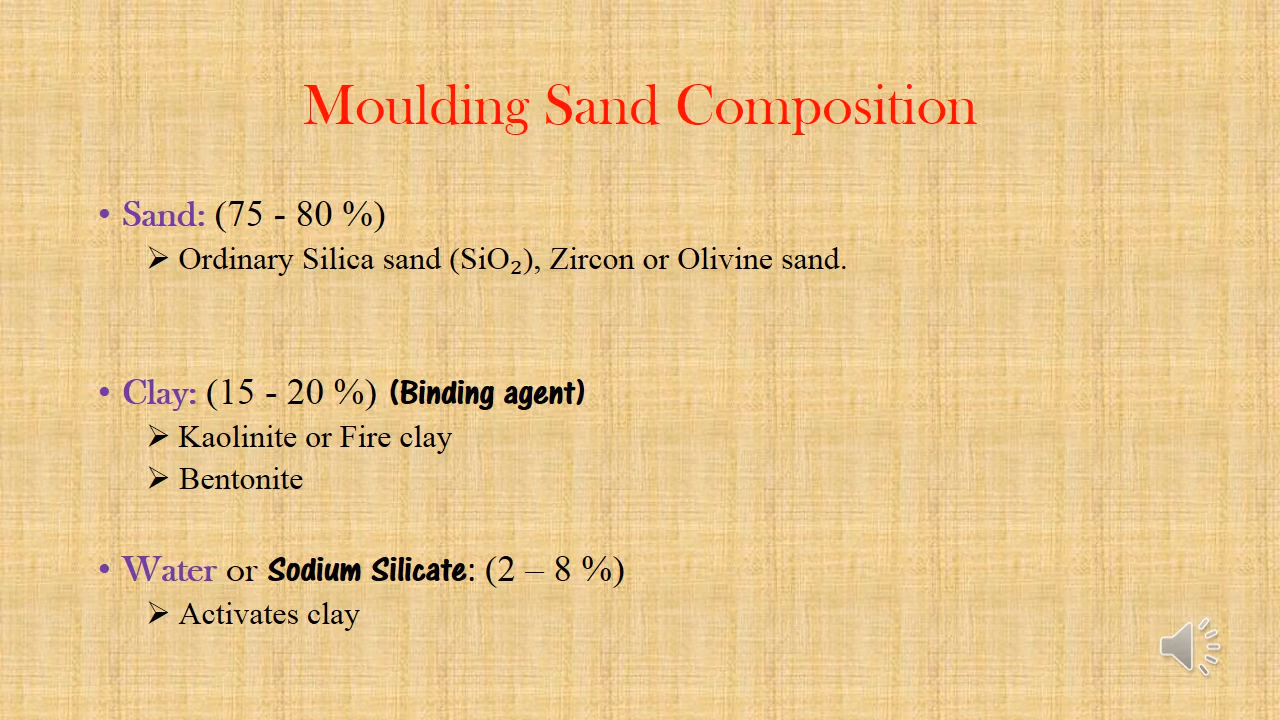 Moulding Sand Composition
• Sand: (75 - 80 %)
➢ Ordinary Silica sand (SiO₂), Zircon or Olivine sand.
• Clay: (15 - 20 %) (Binding agent)
➢ Kaolinite or Fire clay
➢ Bentonite
• Water or Sodium Silicate: (2 – 8 %)
➢ Activates clay